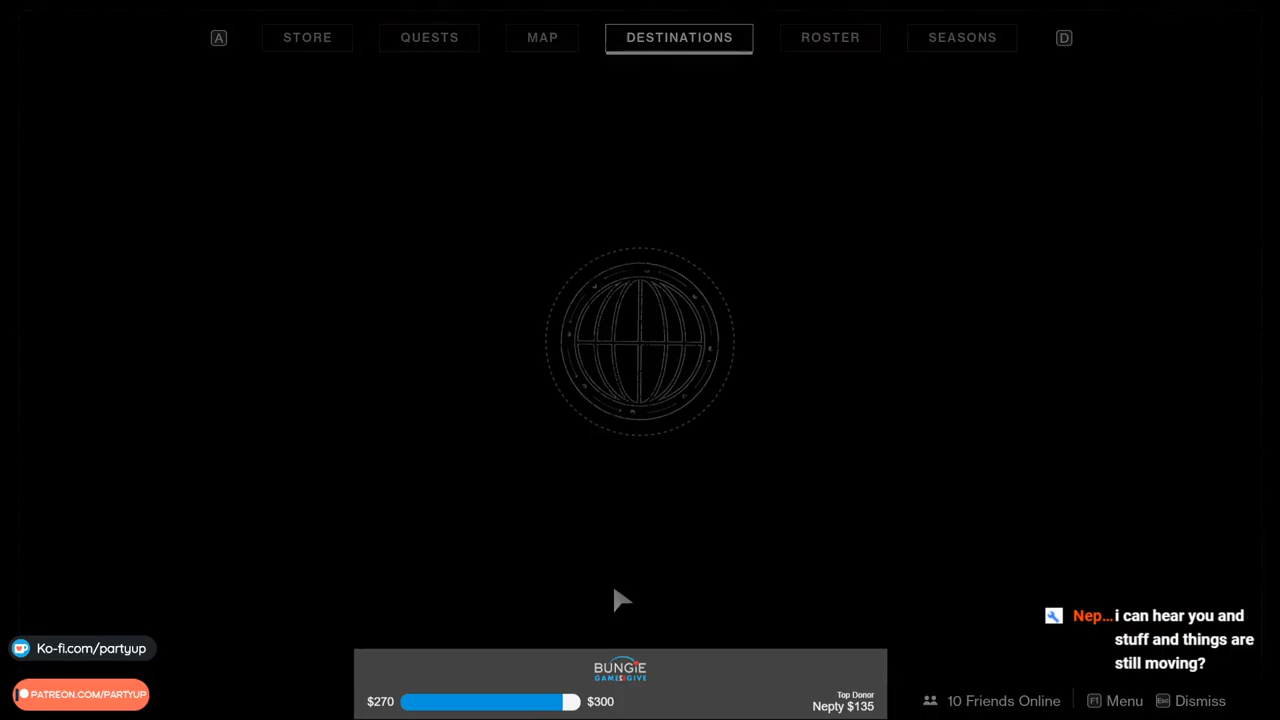 A STORE QUESTS MAP DESTINATIONS ROSTER SEASONS D
Nep... i can hear you and
stuff and things are
still moving?
Ko-fi.com/partyup
PATREON.COM/PARTYUP
BUNGIE
GAME2GIVE
$270 $300
Top Donor
Nepty $135
10 Friends Online F1 Menu Esc Dismiss